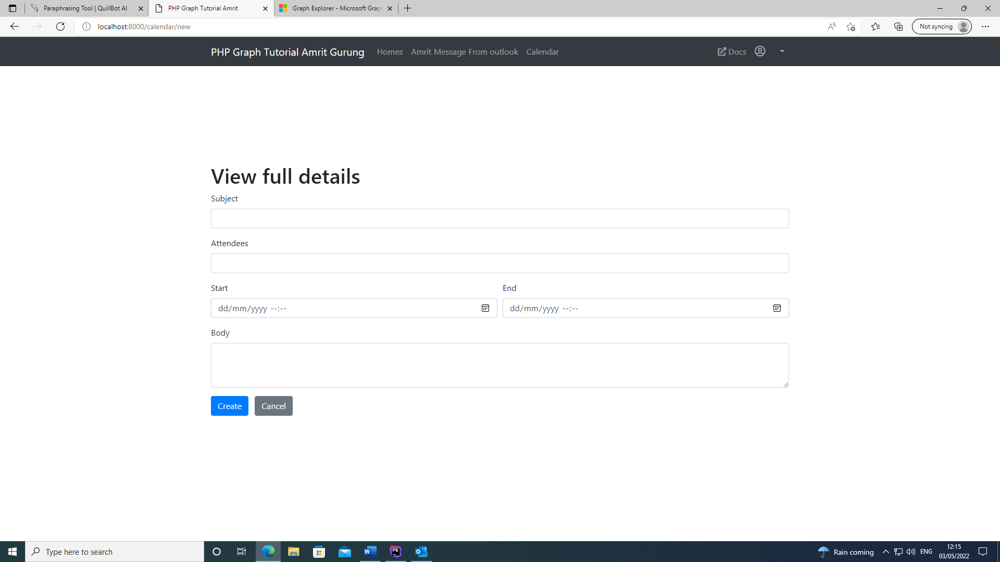 Paraphrasing Tool | QuillBot AI
PHP Graph Tutorial Amrit
Graph Explorer - Microsoft Grap
localhost:8000/calendar/new
Not syncing
PHP Graph Tutorial Amrit Gurung
Homes
Amrit Message From outlook
Calendar
Docs
View full details
Subject
Attendees
Start
End
dd/mm/yyyy --:--
dd/mm/yyyy --:--
Body
Create
Cancel
Type here to search
Rain coming
ENG
12:15
03/05/2022